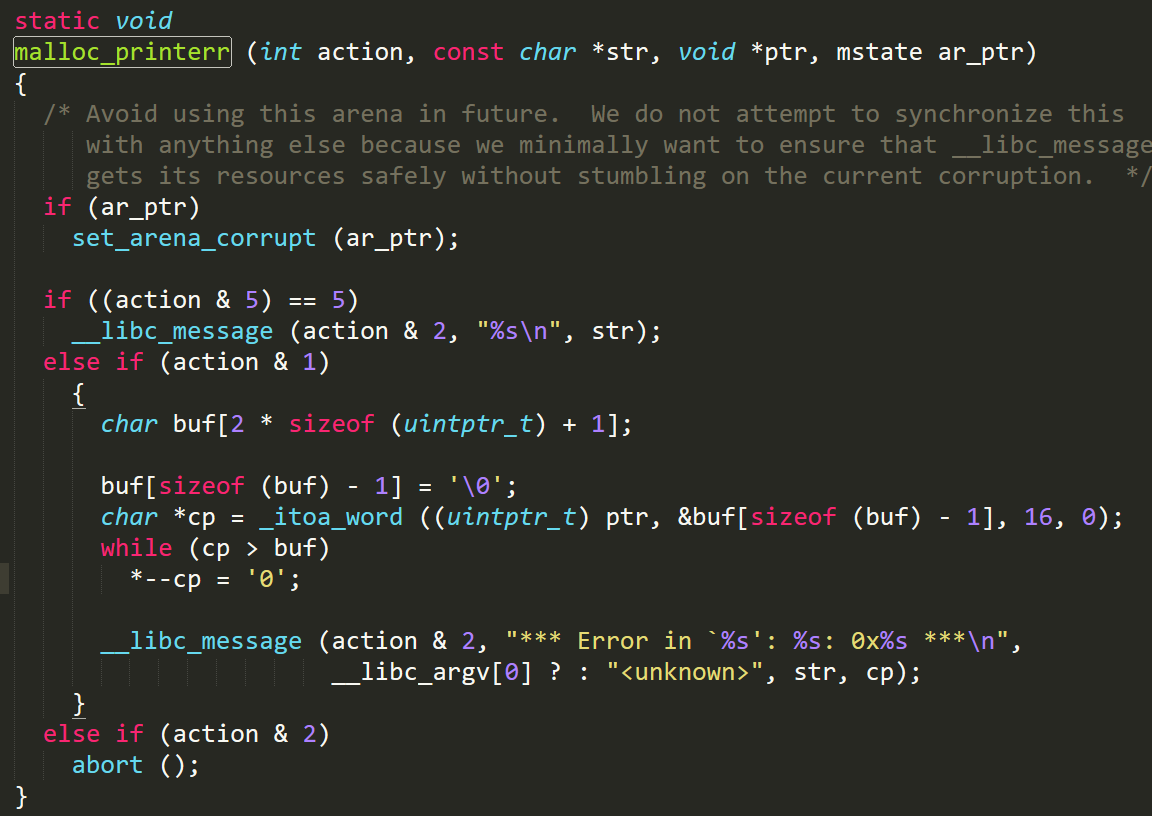 static void
malloc_printerr (int action, const char *str, void *ptr, mstate ar_ptr)
{
  /* Avoid using this arena in future.  We do not attempt to synchronize this
     with anything else because we minimally want to ensure that __libc_message
     gets its resources safely without stumbling on the current corruption.  */
  if (ar_ptr)
    set_arena_corrupt (ar_ptr);

  if ((action & 5) == 5)
    __libc_message (action & 2, "%s\n", str);
  else if (action & 1)
    {
      char buf[2 * sizeof (uintptr_t) + 1];

      buf[sizeof (buf) - 1] = '\0';
      char *cp = _itoa_word ((uintptr_t) ptr, &buf[sizeof (buf) - 1], 16, 0);
      while (cp > buf)
        *--cp = '0';

      __libc_message (action & 2, "*** Error in `%s': %s: 0x%s ***\n",
                      __libc_argv[0] ? : "<unknown>", str, cp);
    }
  else if (action & 2)
    abort ();
}